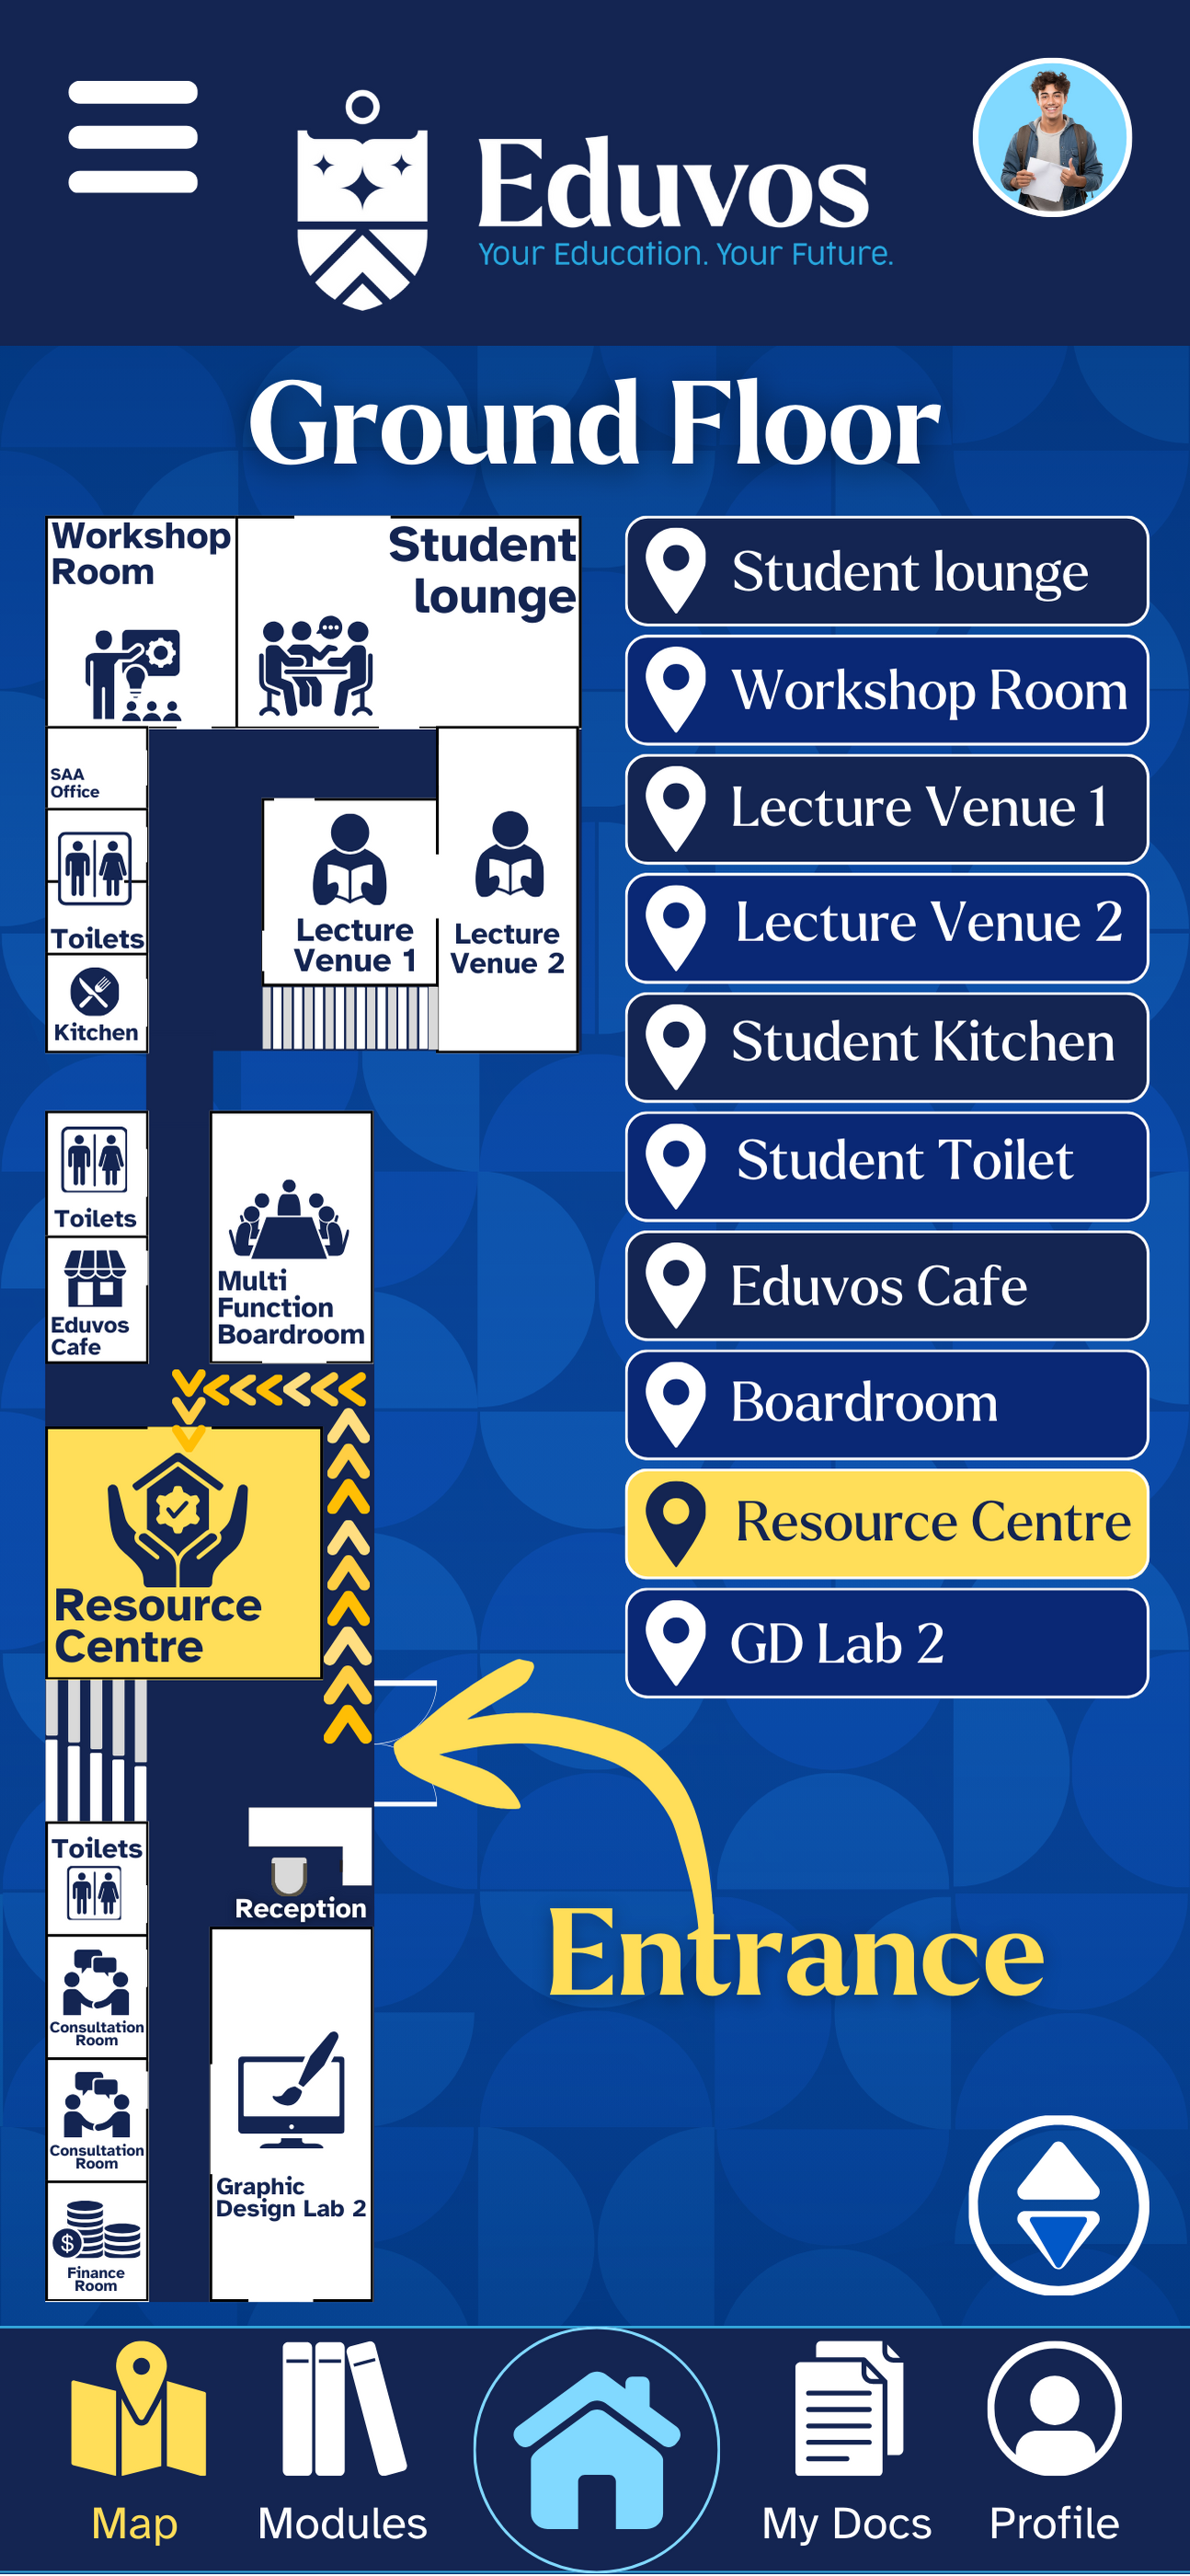 Eduvos
Your Education. Your Future.
Ground Floor
Workshop
Room
Student
lounge
SAA
Office
Toilets
Kitchen
Lecture
Venue 1
Lecture
Venue 2
Toilets
Eduvos
Cafe
Multi
Function
Boardroom
Resource
Centre
Toilets
Reception
Consultation
Room
Consultation
Room
$
Finance
Room
Graphic
Design Lab 2
Student lounge
Workshop Room
Lecture Venue 1
Lecture Venue 2
Student Kitchen
Student Toilet
Eduvos Cafe
Boardroom
Resource Centre
GD Lab 2
Entrance
Map
Modules
My Docs
Profile